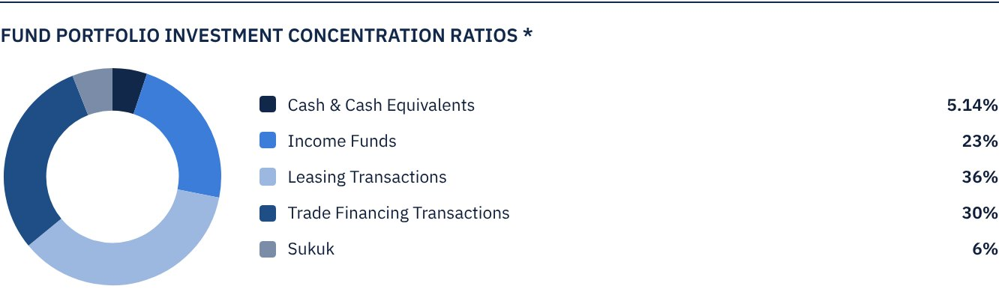 FUND PORTFOLIO INVESTMENT CONCENTRATION RATIOS *
Cash & Cash Equivalents 5.14%
Income Funds 23%
Leasing Transactions 36%
Trade Financing Transactions 30%
Sukuk 6%